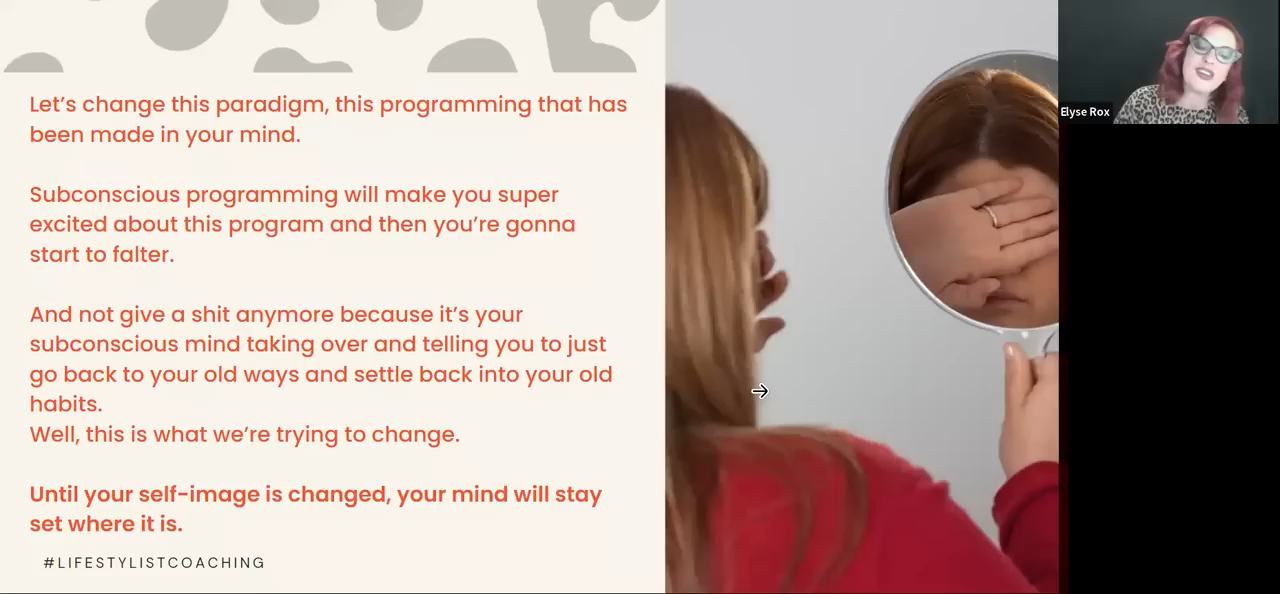 Let’s change this paradigm, this programming that has
been made in your mind.
Subconscious programming will make you super
excited about this program and then you’re gonna
start to falter.
And not give a shit anymore because it’s your
subconscious mind taking over and telling you to just
go back to your old ways and settle back into your old
habits.
Well, this is what we’re trying to change.
Until your self-image is changed, your mind will stay
set where it is.
#LIFESTYLISTCOACHING
Elyse Rox